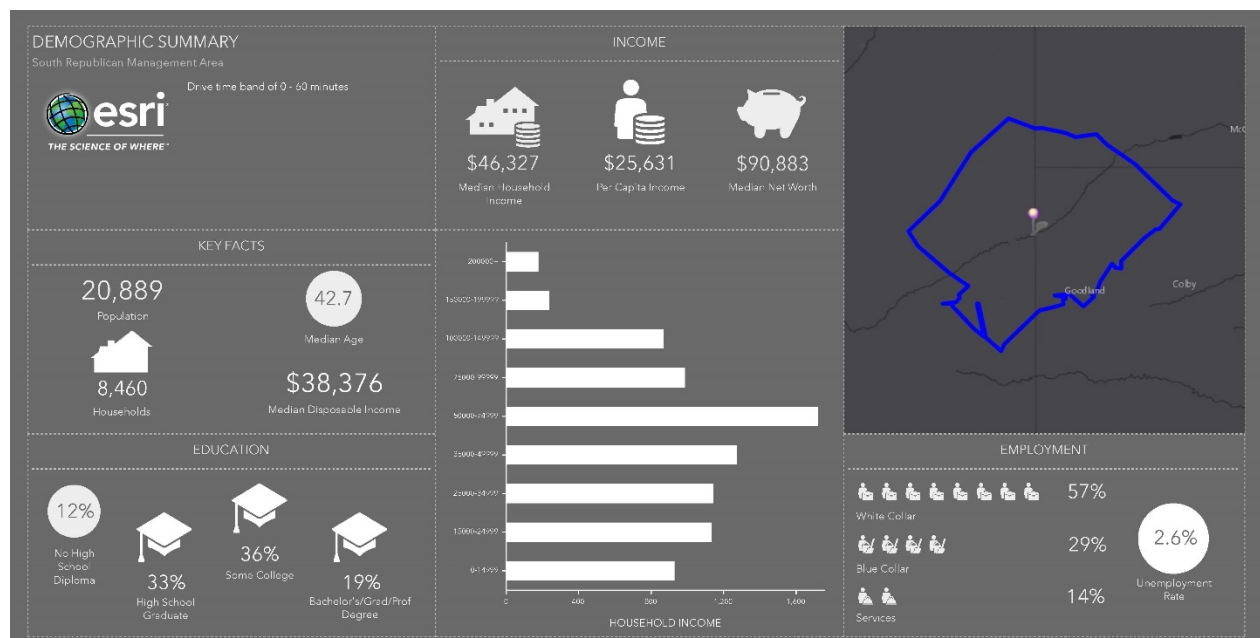 DEMOGRAPHIC SUMMARY
South Republican Management Area
Drive time band of 0 - 60 minutes
esri
THE SCIENCE OF WHERE
KEY FACTS
20,889
Population
42.7
Median Age
8,460
Households
$38,376
Median Disposable Income
EDUCATION
12%
No High
School
Diploma
33%
High School
Graduate
36%
Some College
19%
Bachelor's/Grad/Prof
Degree
INCOME
$46,327
Median Household
Income
$25,631
Per Capita Income
$90,883
Median Net Worth
200000+
150000-199999
100000-149999
75000-99999
50000-74999
35000-49999
25000-34999
15000-24999
0-14999
0
400
800
1,200
1,600
HOUSEHOLD INCOME
Goodland
Colby
EMPLOYMENT
57%
White Collar
29%
Blue Collar
14%
Services
2.6%
Unemployment
Rate